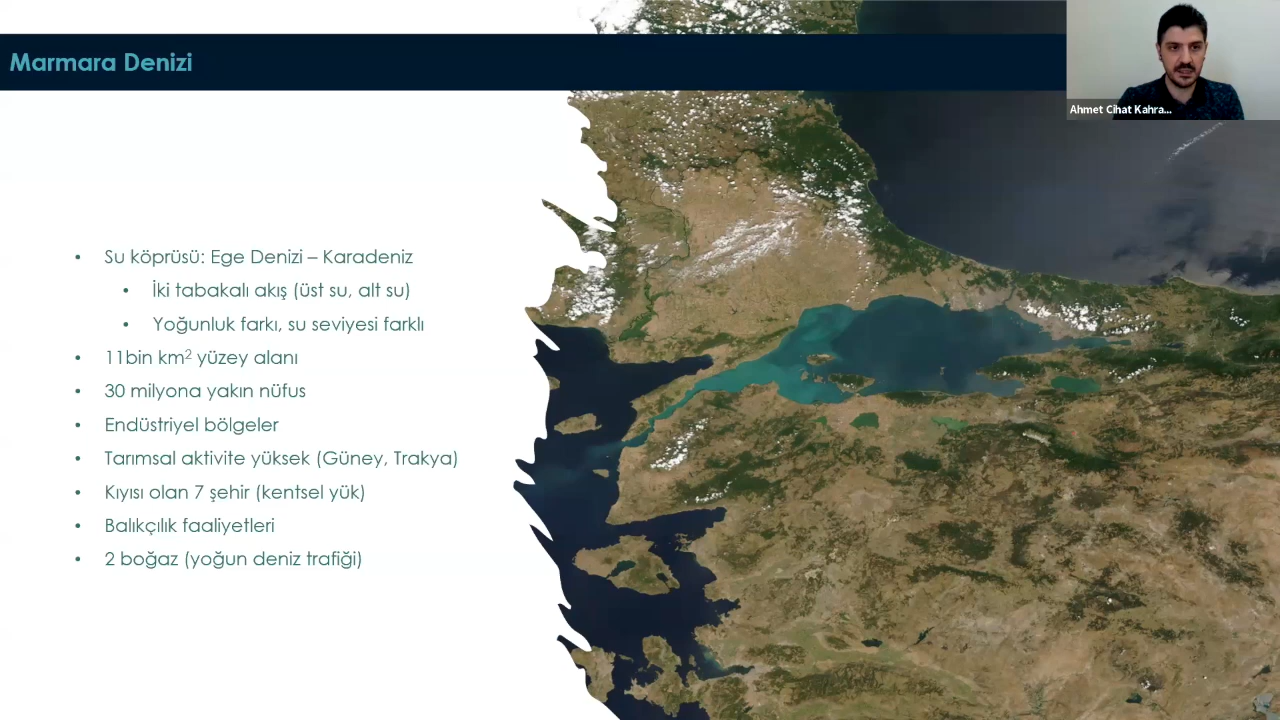 Marmara Denizi
Ahmet Cihat Kahra...
• Su köprüsü: Ege Denizi – Karadeniz
• İki tabakalı akış (üst su, alt su)
• Yoğunluk farkı, su seviyesi farklı
• 11bin km² yüzey alanı
• 30 milyona yakın nüfus
• Endüstriyel bölgeler
• Tarımsal aktivite yüksek (Güney, Trakya)
• Kıyısı olan 7 şehir (kentsel yük)
• Balıkçılık faaliyetleri
• 2 boğaz (yoğun deniz trafiği)